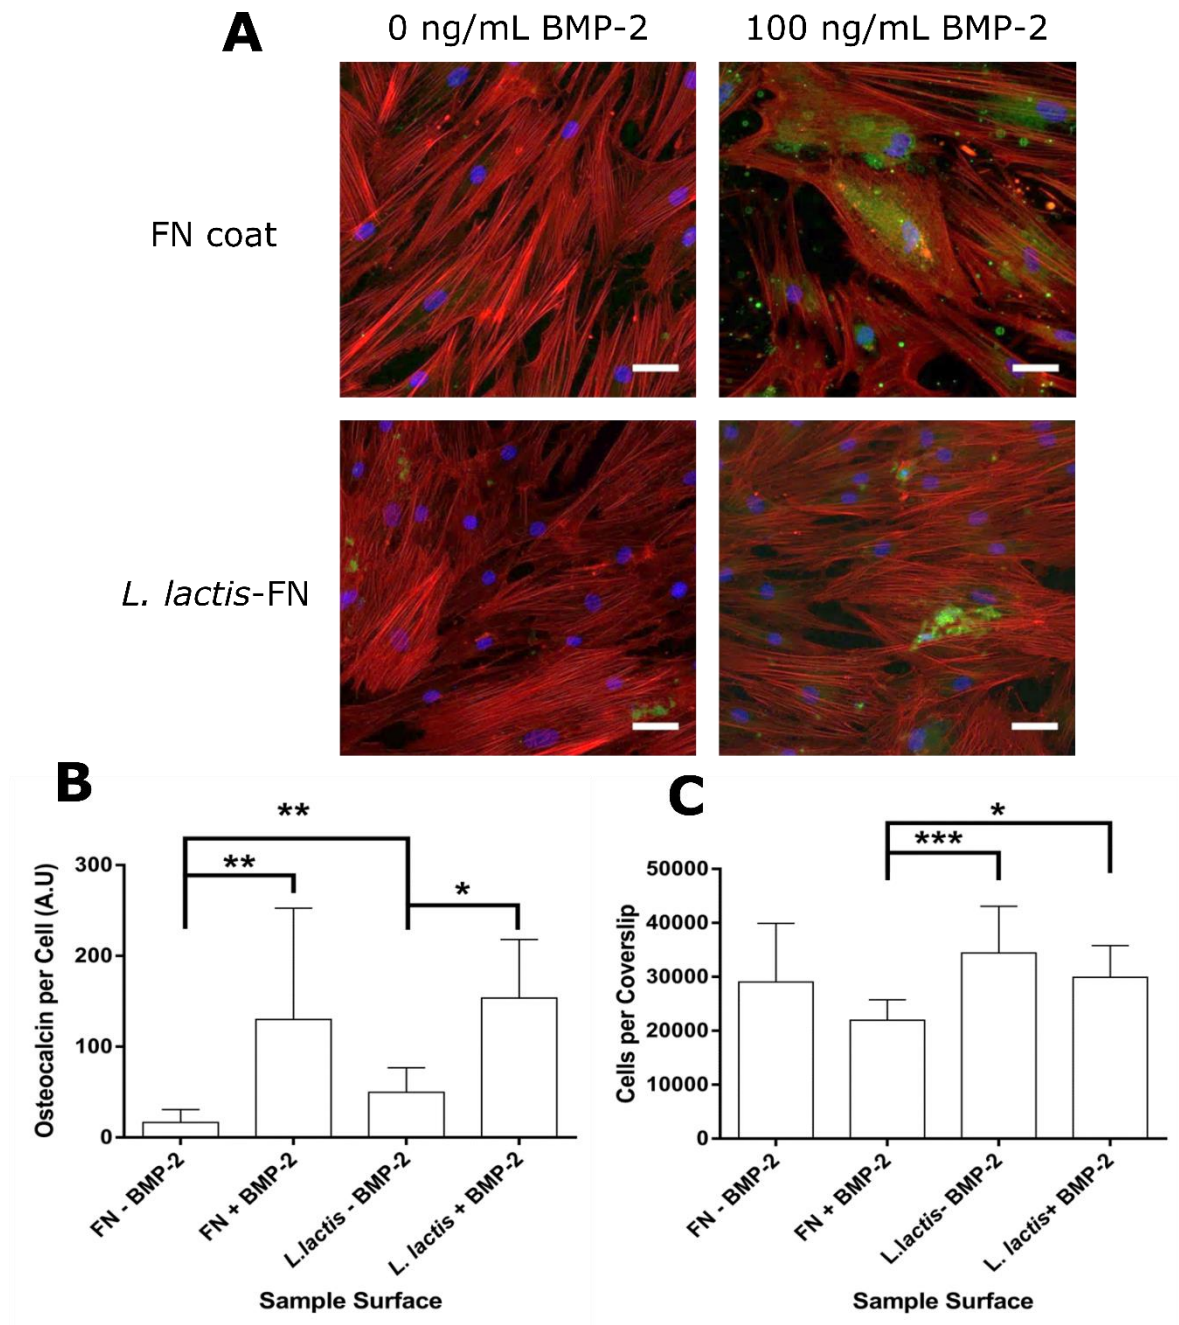 A
0 ng/mL BMP-2
100 ng/mL BMP-2
FN coat
L. lactis-FN
B
**
**
*
300
200
100
0
Osteocalcin per Cell (A.U)
FN - BMP-2
FN + BMP-2
L.lactis - BMP-2
L. lactis + BMP-2
Sample Surface
C
*
***
50000
40000
30000
20000
10000
0
Cells per Coverslip
FN - BMP-2
FN + BMP-2
L.lactis- BMP-2
L. lactis+ BMP-2
Sample Surface